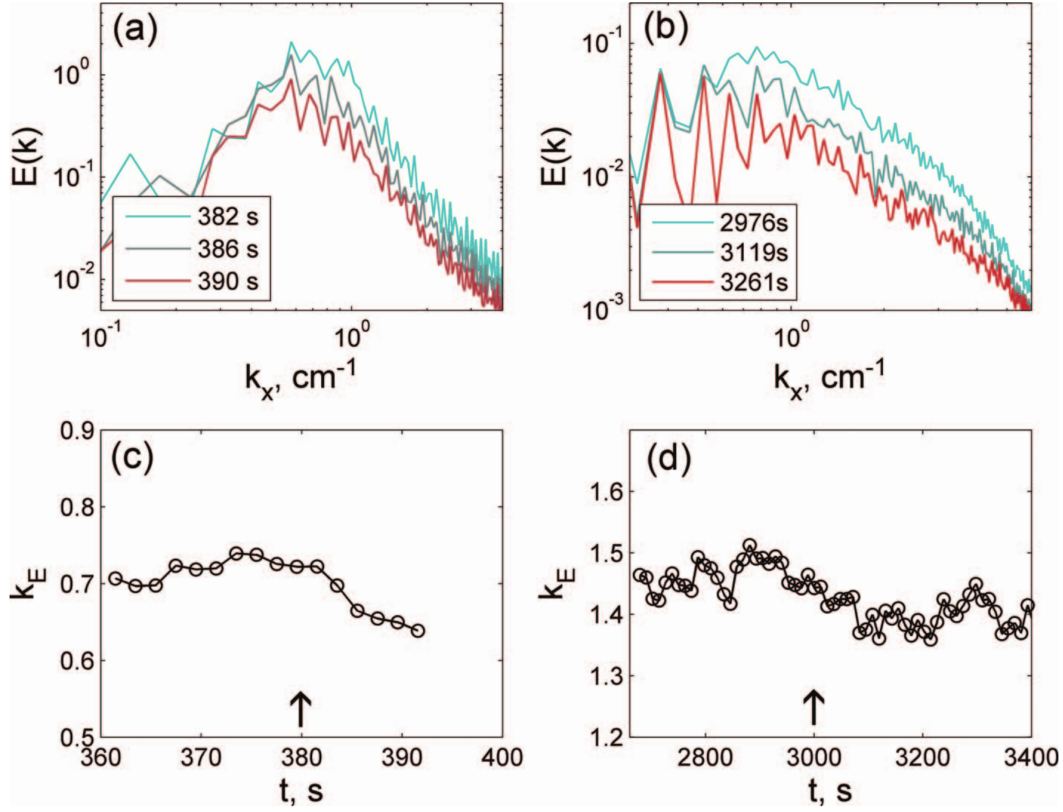 (a)
10^0
10^-1
10^-2
E(k)
382 s
386 s
390 s
10^-1
10^0
k_x, cm^-1
(b)
10^-1
10^-2
10^-3
E(k)
2976s
3119s
3261s
10^0
k_x, cm^-1
(c)
0.9
0.8
0.7
0.6
0.5
k_E
360
370
380
390
400
t, s
(d)
1.6
1.5
1.4
1.3
1.2
k_E
2800
3000
3200
3400
t, s